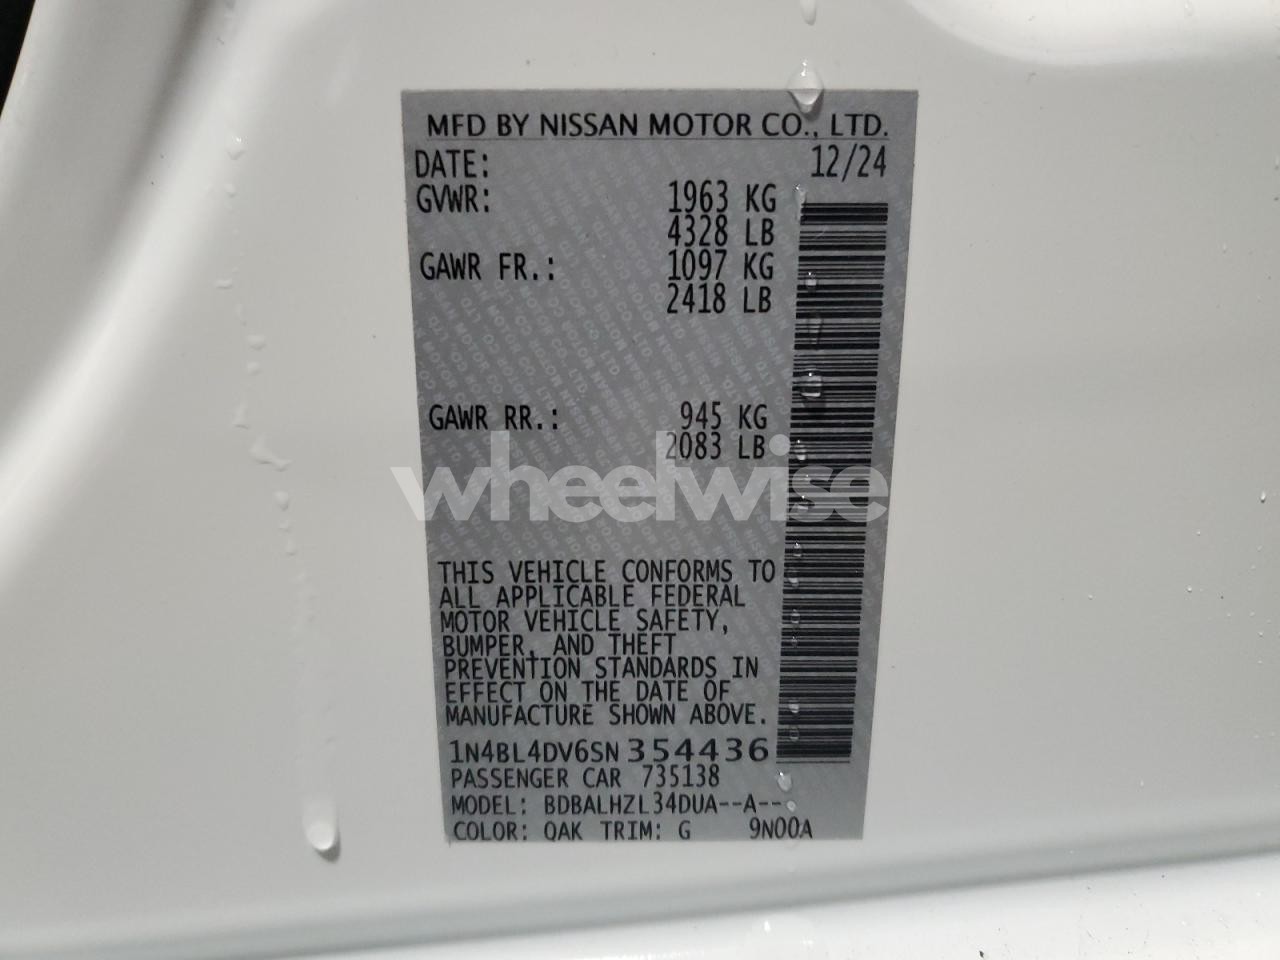 MFD BY NISSAN MOTOR CO., LTD.
DATE: 12/24
GVWR: 1963 KG
4328 LB
GAWR FR.: 1097 KG
2418 LB
GAWR RR.: 945 KG
2083 LB
wheelwise
THIS VEHICLE CONFORMS TO
ALL APPLICABLE FEDERAL
MOTOR VEHICLE SAFETY,
BUMPER, AND THEFT
PREVENTION STANDARDS IN
EFFECT ON THE DATE OF
MANUFACTURE SHOWN ABOVE.
1N4BL4DV6SN 354436
PASSENGER CAR 735138
MODEL: BDBALHZL34DUA--A--
COLOR: QAK TRIM: G 9N00A